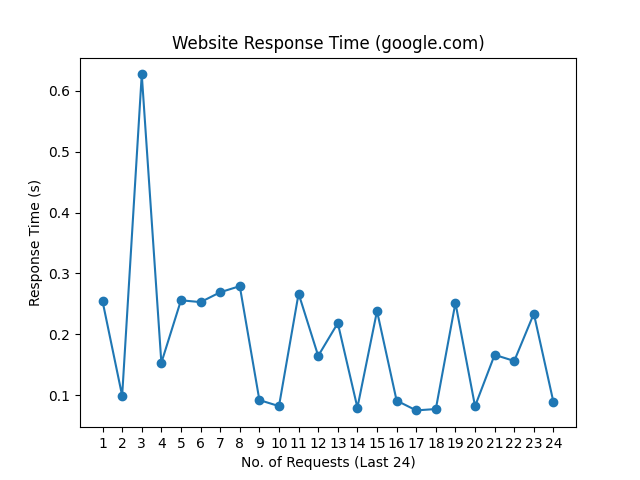 Website Response Time (google.com)
0.6
0.5
0.4
0.3
0.2
0.1
Response Time (s)
1 2 3 4 5 6 7 8 9 10 11 12 13 14 15 16 17 18 19 20 21 22 23 24
No. of Requests (Last 24)